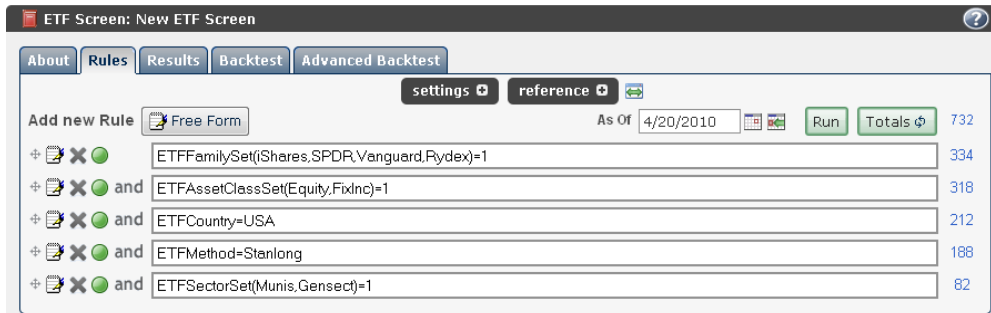 ETF Screen: New ETF Screen ?
About Rules Results Backtest Advanced Backtest
settings reference
Add new Rule Free Form As Of 4/20/2010 Run Totals 732
ETFFamilySet(iShares,SPDR,Vanguard,Rydex)=1 334
and ETFAssetClassSet(Equity,FixInc)=1 318
and ETFCountry=USA 212
and ETFMethod=Stanlong 188
and ETFSectorSet(Munis,Gensect)=1 82